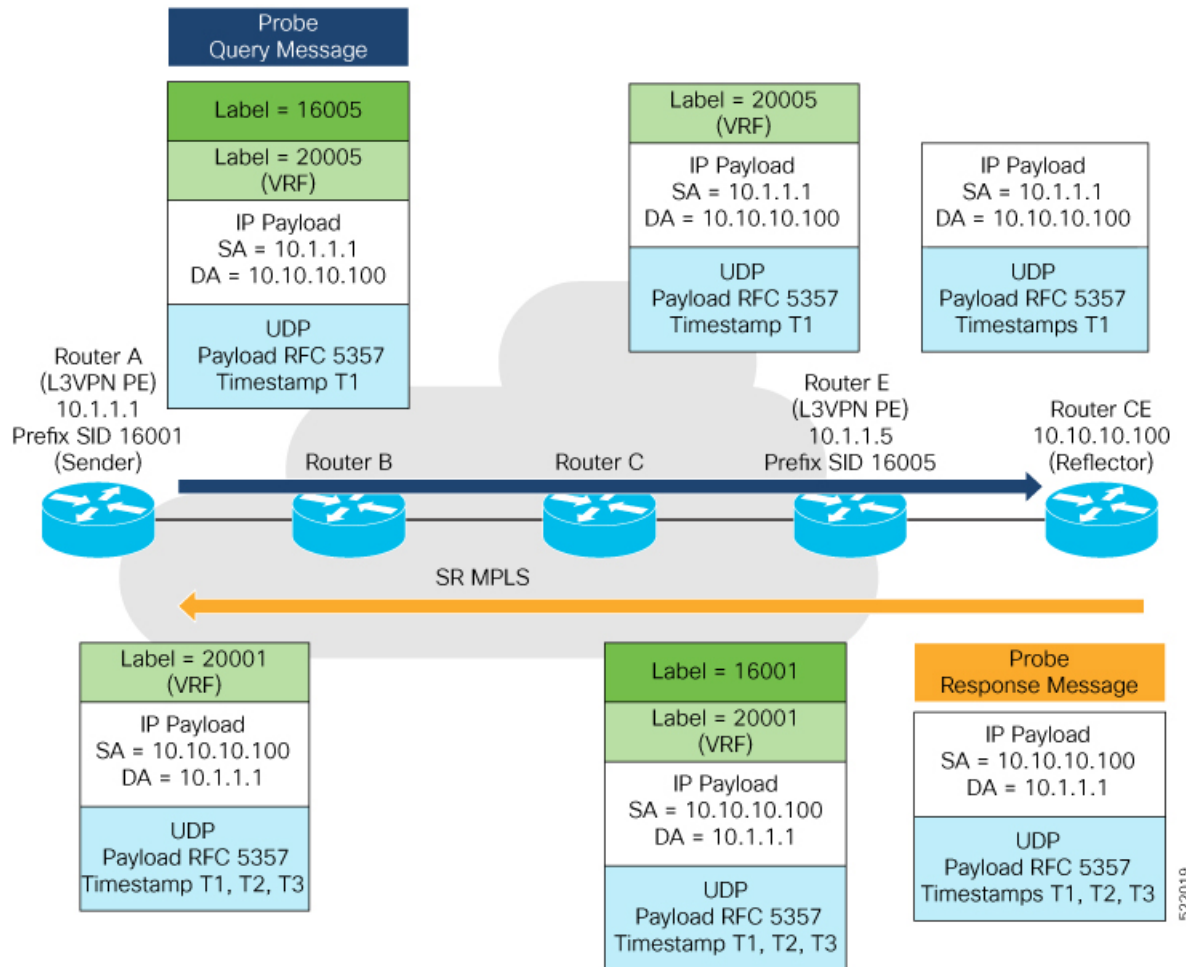 Probe
Query Message
Label = 16005
Label = 20005
(VRF)
IP Payload
SA = 10.1.1.1
DA = 10.10.10.100
UDP
Payload RFC 5357
Timestamp T1
Label = 20005
(VRF)
IP Payload
SA = 10.1.1.1
DA = 10.10.10.100
UDP
Payload RFC 5357
Timestamp T1
IP Payload
SA = 10.1.1.1
DA = 10.10.10.100
UDP
Payload RFC 5357
Timestamps T1
Router A
(L3VPN PE)
10.1.1.1
Prefix SID 16001
(Sender)
Router B
Router C
Router E
(L3VPN PE)
10.1.1.5
Prefix SID 16005
Router CE
10.10.10.100
(Reflector)
SR MPLS
Label = 20001
(VRF)
IP Payload
SA = 10.10.10.100
DA = 10.1.1.1
UDP
Payload RFC 5357
Timestamp T1, T2, T3
Label = 16001
Label = 20001
(VRF)
IP Payload
SA = 10.10.10.100
DA = 10.1.1.1
UDP
Payload RFC 5357
Timestamp T1, T2, T3
Probe
Response Message
IP Payload
SA = 10.10.10.100
DA = 10.1.1.1
UDP
Payload RFC 5357
Timestamps T1, T2, T3
522019